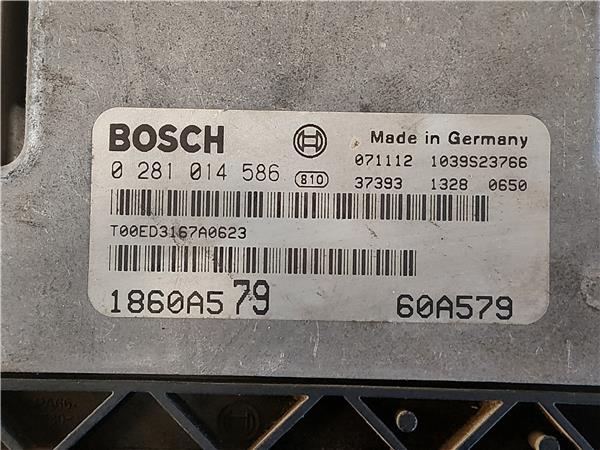 BOSCH Made in Germany
0 281 014 586 810 071112 1039S23766
37393 1328 0650
T00ED3167A0623
1860A579 60A579